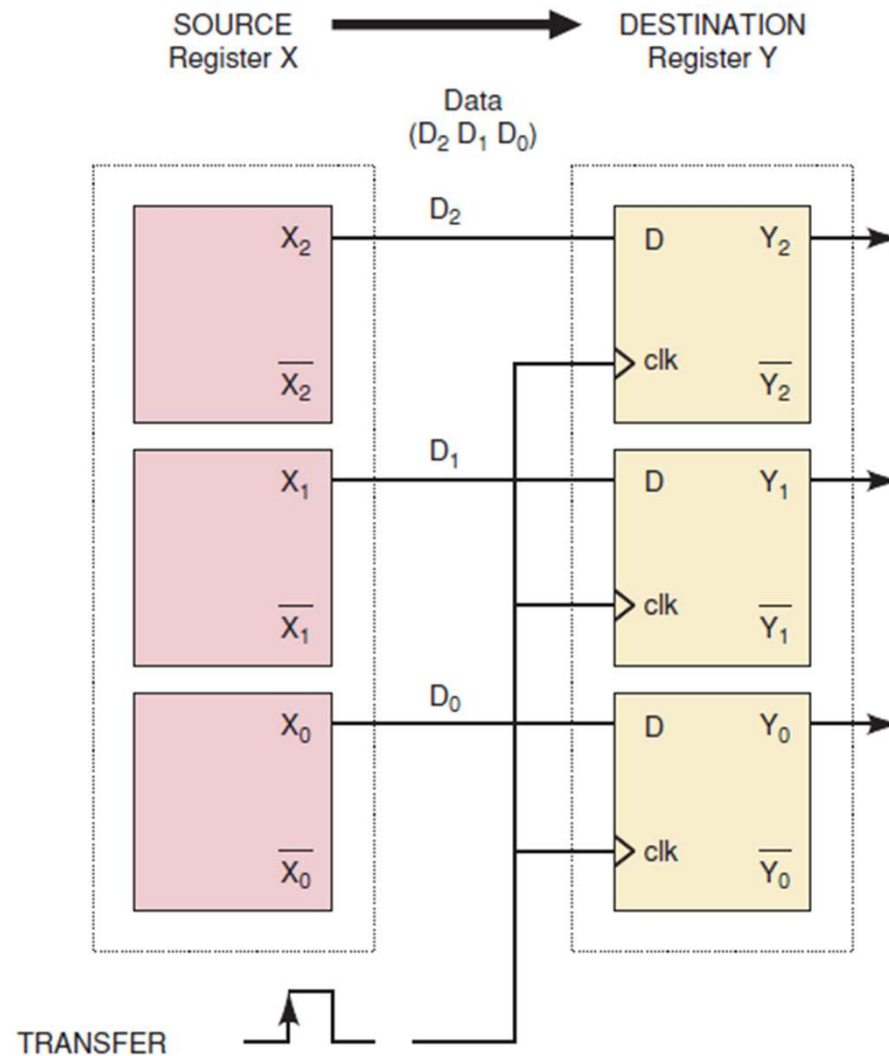 SOURCE
Register X
DESTINATION
Register Y
Data
(D₂ D₁ D₀)
X₂
D₂
D
Y₂
clk
X̅₂
Y̅₂
X₁
D₁
D
Y₁
clk
X̅₁
Y̅₁
X₀
D₀
D
Y₀
clk
X̅₀
Y̅₀
TRANSFER